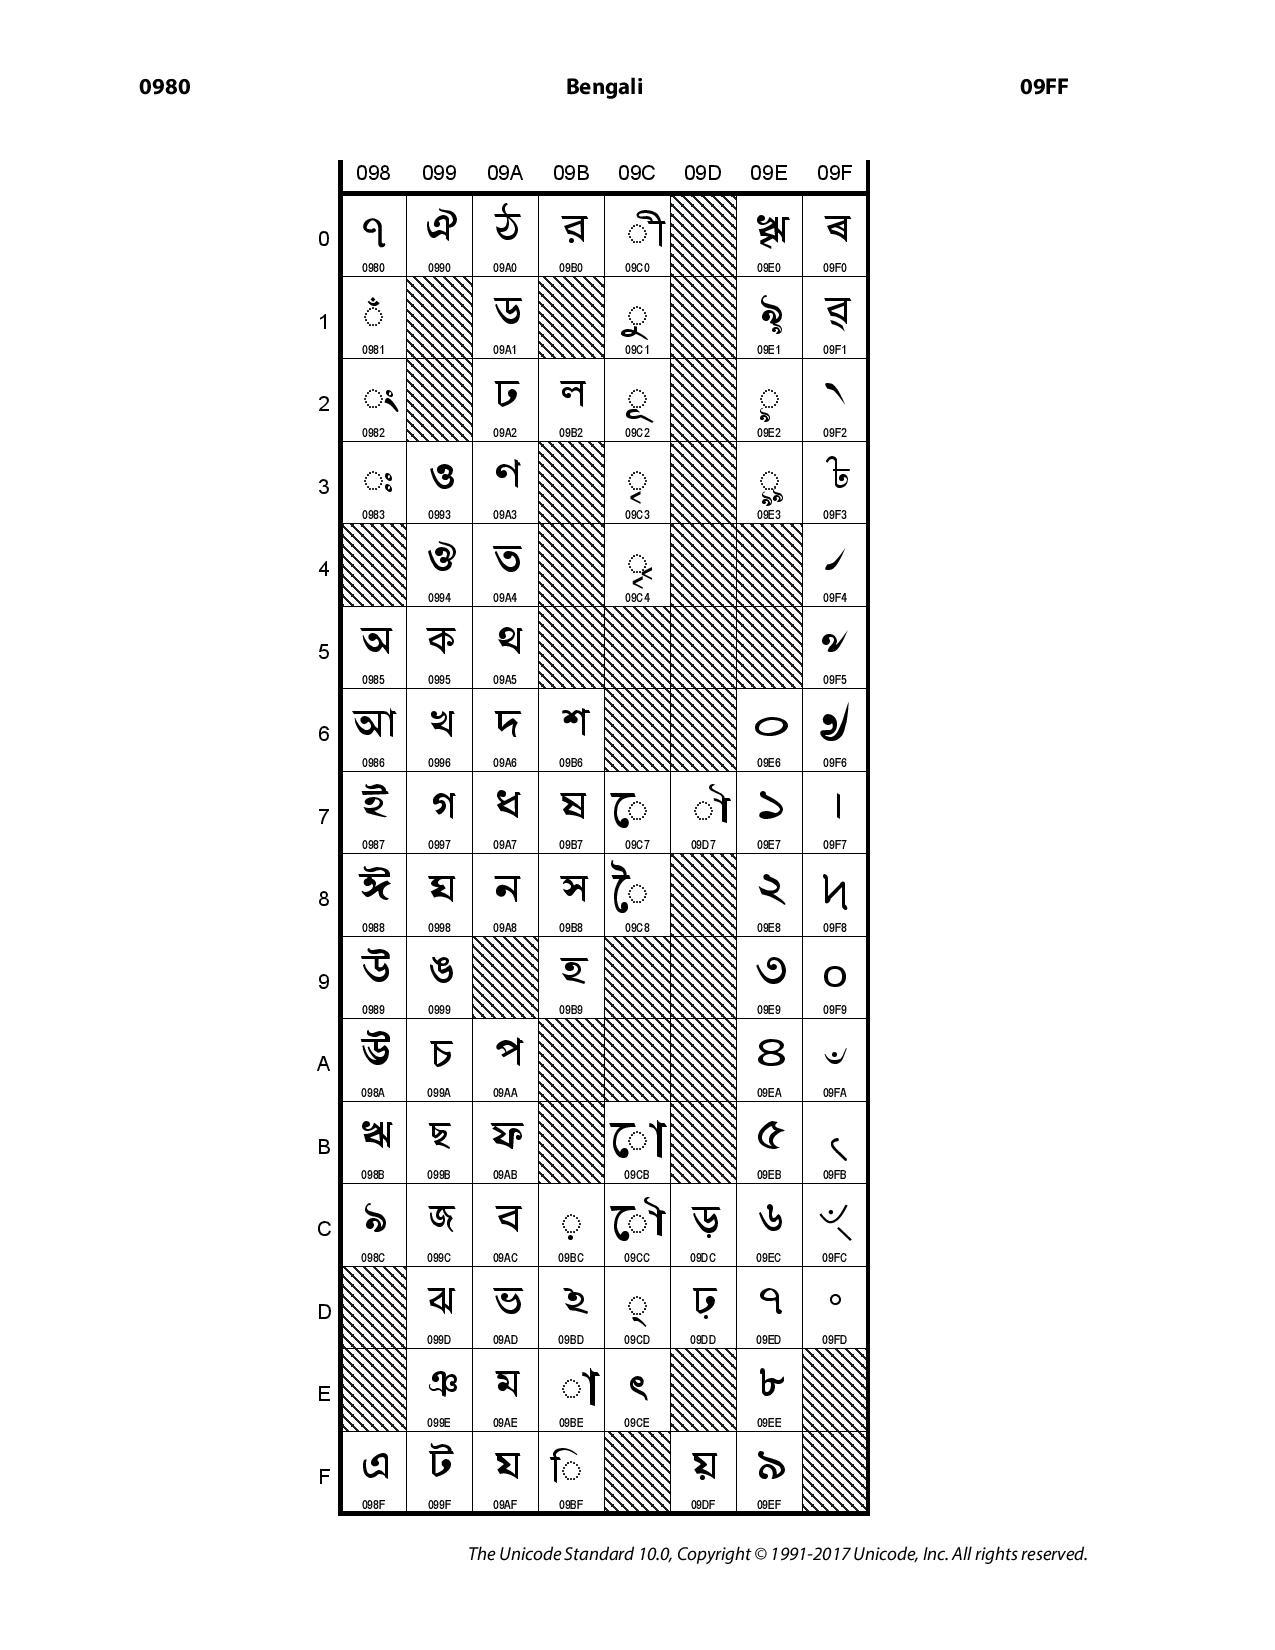 0980 Bengali 09FF
098 099 09A 09B 09C 09D 09E 09F
0 ঀ ঐ ঠ র ী ৠ ৰ
0980 0990 09A0 09B0 09C0 09E0 09F0
1 ঁ ড ু ৡ ৱ
0981 09A1 09C1 09E1 09F1
2 ং ঢ ল ূ ৢ ৲
0982 09A2 09B2 09C2 09E2 09F2
3 ঃ ও ণ ৃ ৣ ৳
0983 0993 09A3 09C3 09E3 09F3
4 ঔ ত ৄ ৴
0994 09A4 09C4 09F4
5 অ ক থ ৵
0985 0995 09A5 09F5
6 আ খ দ শ ০ ৶
0986 0996 09A6 09B6 09E6 09F6
7 ই গ ধ ষ ে ৗ ১ ৷
0987 0997 09A7 09B7 09C7 09D7 09E7 09F7
8 ঈ ঘ ন স ৈ ২ ৸
0988 0998 09A8 09B8 09C8 09E8 09F8
9 উ ঙ হ ৩ ৹
0989 0999 09B9 09E9 09F9
A ঊ চ প ৪ ৺
098A 099A 09AA 09EA 09FA
B ঋ ছ ফ ো ৫ ৻
098B 099B 09AB 09CB 09EB 09FB
C ঌ জ ব ় ৌ ড় ৬ ৼ
098C 099C 09AC 09BC 09CC 09DC 09EC 09FC
D ঝ ভ ঽ ্ ঢ় ৭ ৽
099D 09AD 09BD 09CD 09DD 09ED 09FD
E ঞ ম া ৎ ৮
099E 09AE 09BE 09CE 09EE
F এ ট য ি য় ৯
098F 099F 09AF 09BF 09DF 09EF
The Unicode Standard 10.0, Copyright © 1991-2017 Unicode, Inc. All rights reserved.